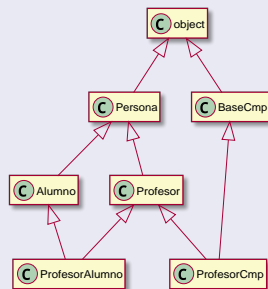 C object
C Persona
C BaseCmp
C Alumno
C Profesor
C ProfesorAlumno
C ProfesorCmp